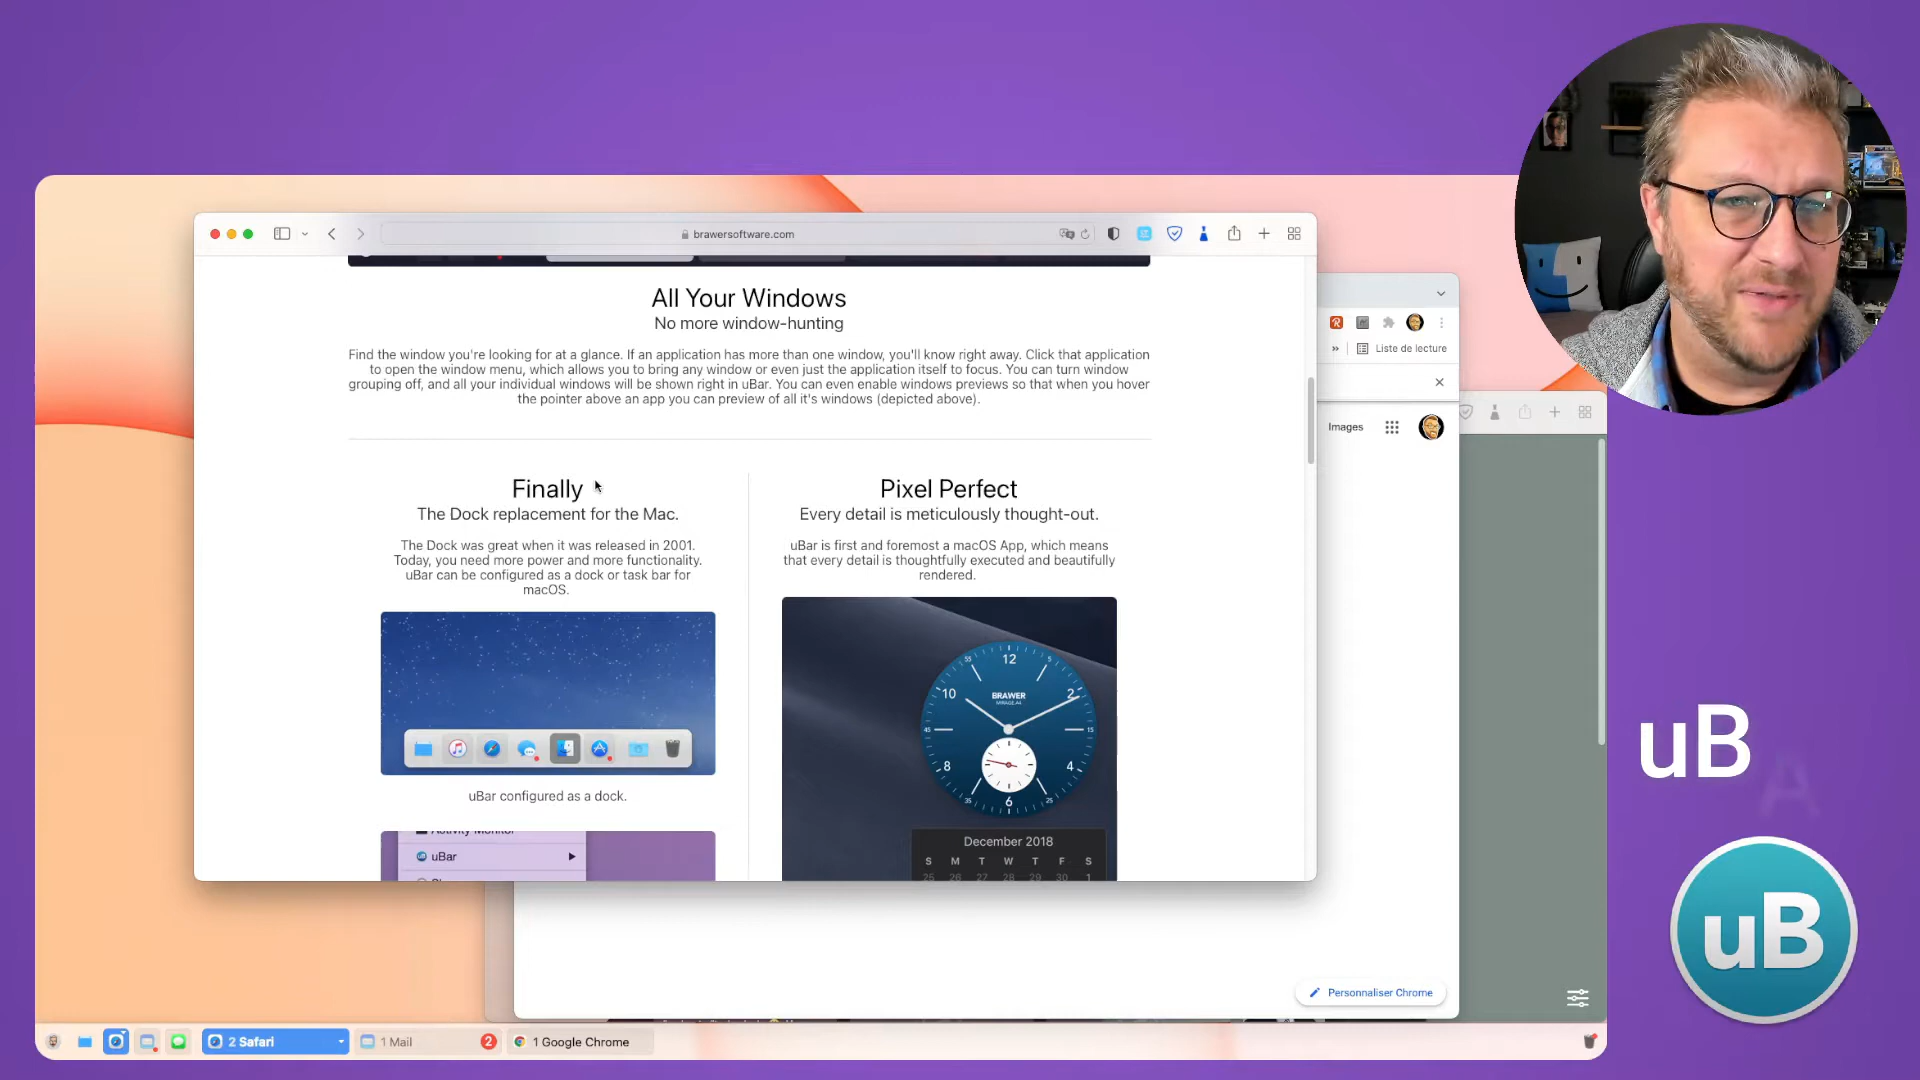 brawersoftware.com
All Your Windows
No more window-hunting
Find the window you're looking for at a glance. If an application has more than one window, you'll know right away. Click that application
to open the window menu, which allows you to bring any window or even just the application itself to focus. You can turn window
grouping off, and all your individual windows will be shown right in uBar. You can even enable windows previews so that when you hover
the pointer above an app you can preview of all it's windows (depicted above).
Finally
The Dock replacement for the Mac.
The Dock was great when it was released in 2001.
Today, you need more power and more functionality.
uBar can be configured as a dock or task bar for
macOS.
uBar configured as a dock.
Activity Monitor
uBar
Pixel Perfect
Every detail is meticulously thought-out.
uBar is first and foremost a macOS App, which means
that every detail is thoughtfully executed and beautifully
rendered.
12
2
4
6
8
10
BRAWER
December 2018
S M T W T F S
25 26 27 28 29 30 1
» Liste de lecture
Images
Personnaliser Chrome
uB
A
uB
2 Safari
1 Mail
2
1 Google Chrome